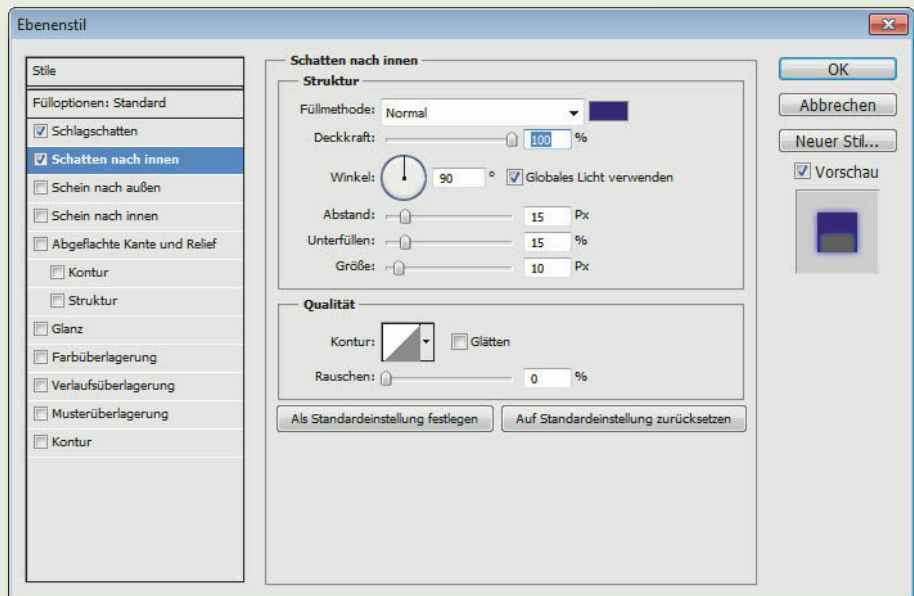 Ebenenstil
Stile
Fülloptionen: Standard
Schlagschatten
Schatten nach innen
Schein nach außen
Schein nach innen
Abgeflachte Kante und Relief
Kontur
Struktur
Glanz
Farbüberlagerung
Verlaufsüberlagerung
Musterüberlagerung
Kontur
Schatten nach innen
Struktur
Füllmethode: Normal
Deckkraft: 100 %
Winkel: 90 ° Globales Licht verwenden
Abstand: 15 Px
Unterfüllen: 15 %
Größe: 10 Px
Qualität
Kontur: Glätten
Rauschen: 0 %
Als Standardeinstellung festlegen Auf Standardeinstellung zurücksetzen
OK
Abbrechen
Neuer Stil...
Vorschau